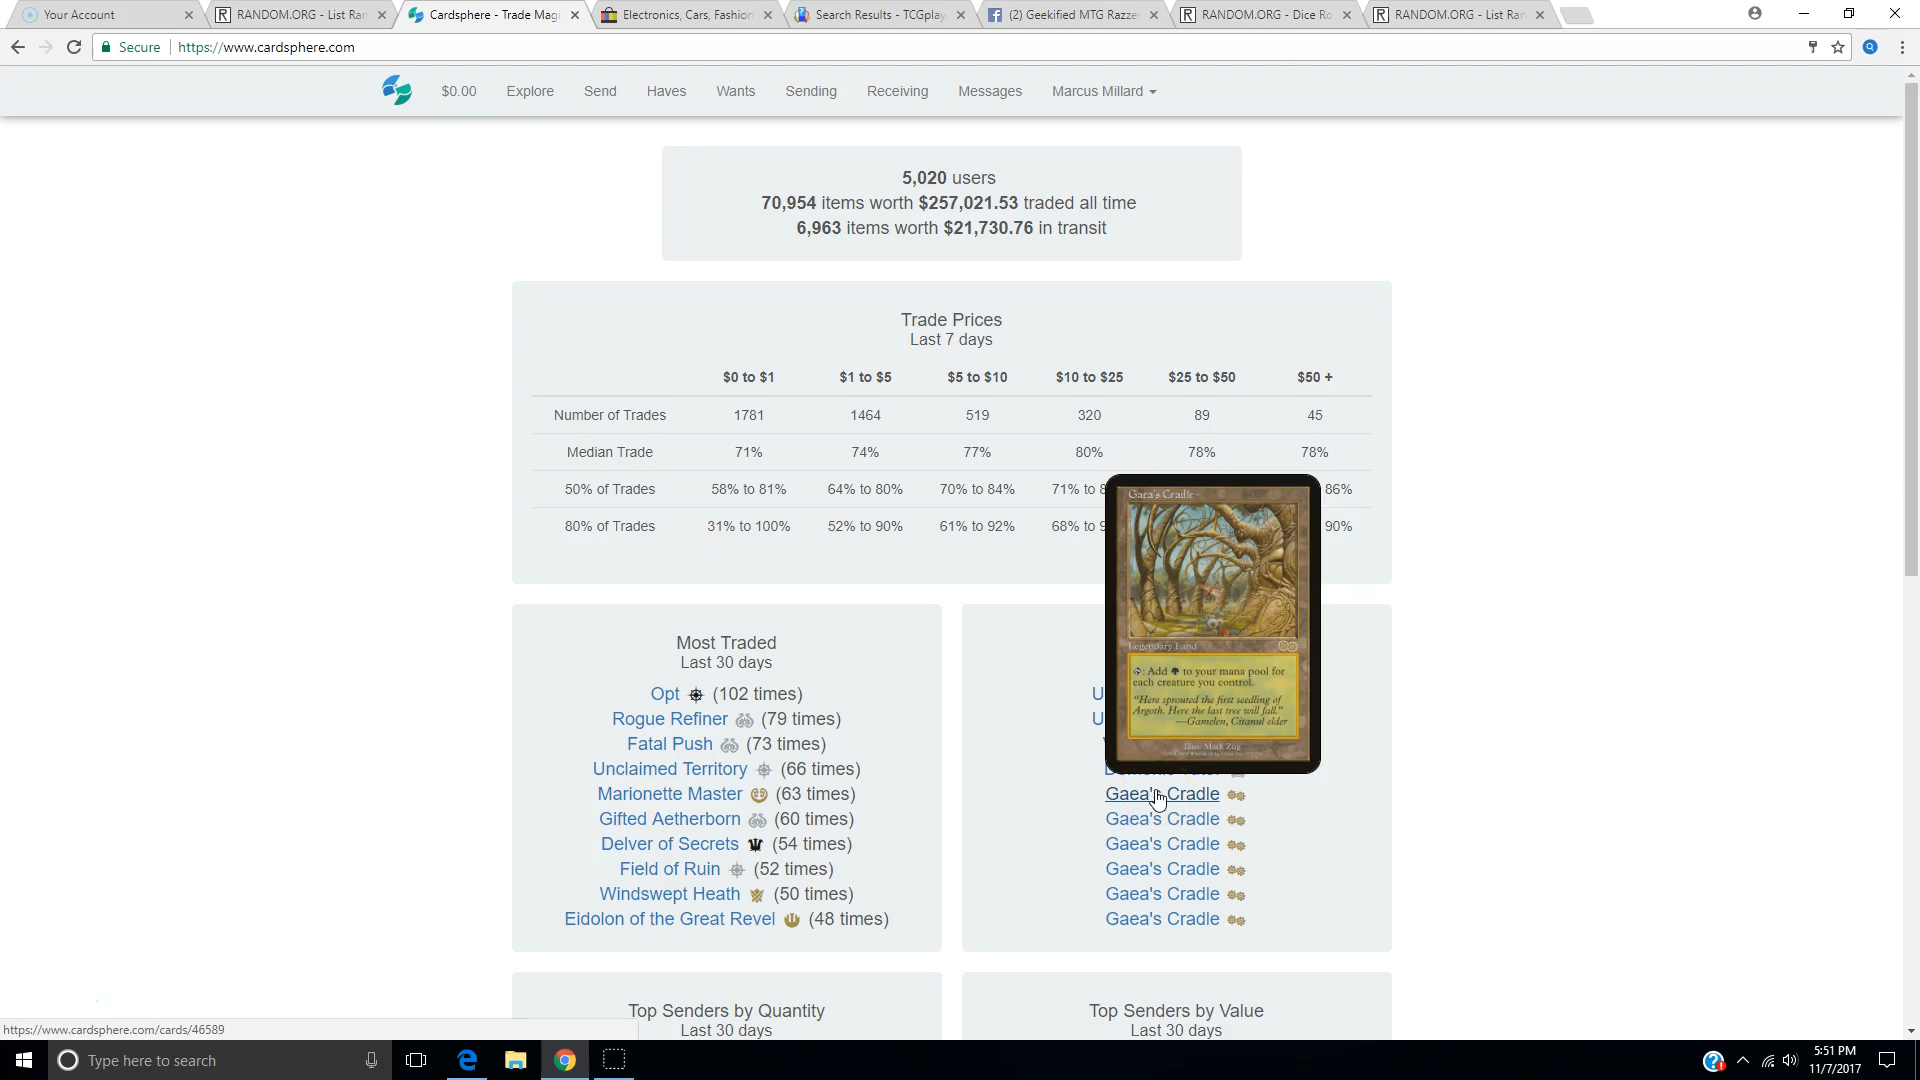 Your Account
RANDOM.ORG - List Ran
Cardsphere - Trade Magi
Electronics, Cars, Fashion
Search Results - TCGplay
(2) Geekified MTG Razze
RANDOM.ORG - Dice Ro
RANDOM.ORG - List Ran
Secure https://www.cardsphere.com
$0.00 Explore Send Haves Wants Sending Receiving Messages Marcus Millard
5,020 users
70,954 items worth $257,021.53 traded all time
6,963 items worth $21,730.76 in transit
Trade Prices
Last 7 days
$0 to $1 $1 to $5 $5 to $10 $10 to $25 $25 to $50 $50 +
Number of Trades 1781 1464 519 320 89 45
Median Trade 71% 74% 77% 80% 78% 78%
50% of Trades 58% to 81% 64% to 80% 70% to 84% 71% to 8 86%
80% of Trades 31% to 100% 52% to 90% 61% to 92% 68% to 9 90%
Gaea's Cradle
Legendary Land
: Add to your mana pool for
each creature you control.
"Here sprouted the first seedling of
Argoth. Here the last tree will fall."
—Gamelen, Citanul elder
Illus. Mark Zug
Most Traded
Last 30 days
Opt (102 times)
Rogue Refiner (79 times)
Fatal Push (73 times)
Unclaimed Territory (66 times)
Marionette Master (63 times)
Gifted Aetherborn (60 times)
Delver of Secrets (54 times)
Field of Ruin (52 times)
Windswept Heath (50 times)
Eidolon of the Great Revel (48 times)
U
U
Gaea's Cradle
Gaea's Cradle
Gaea's Cradle
Gaea's Cradle
Gaea's Cradle
Gaea's Cradle
Top Senders by Quantity
Last 30 days
Top Senders by Value
Last 30 days
https://www.cardsphere.com/cards/46589
Type here to search
5:51 PM
11/7/2017